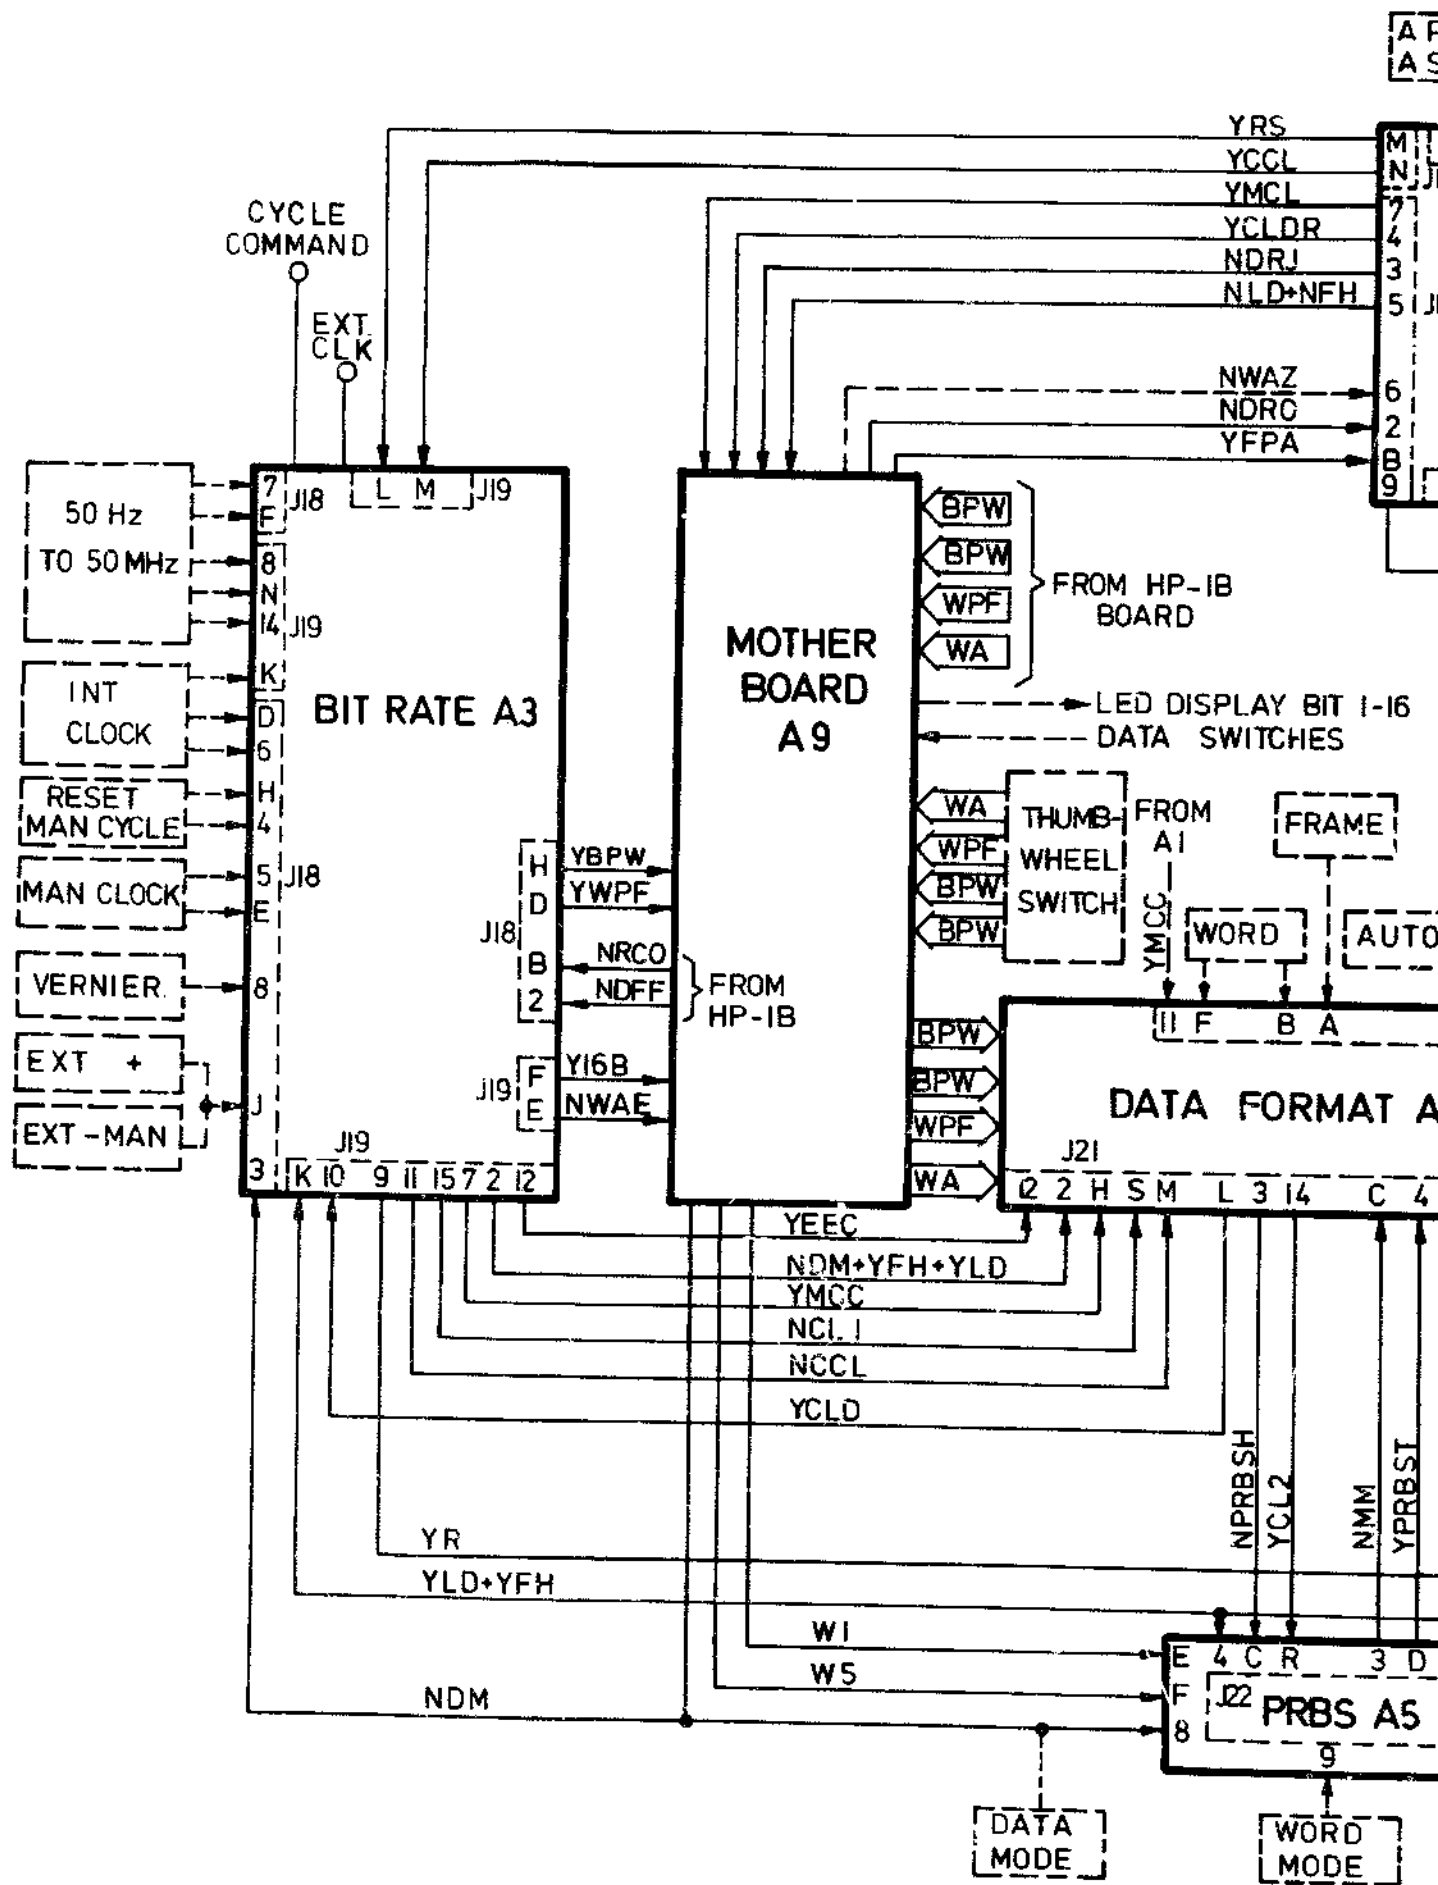 A
A S
YRS
YCCL
YMCL
YCLDR
NDRJ
NLD+NFH
NWAZ
NDRO
YFPA
M
N
7
4
3
5
6
2
B
9
CYCLE
COMMAND
EXT
CLK
50 Hz
TO 50 MHz
INT
CLOCK
RESET
MAN CYCLE
MAN CLOCK
VERNIER
EXT +
EXT - MAN
7
F
J18
8
N
14
J19
K
D
6
H
4
5
J18
E
8
J
3
L M J19
BIT RATE A3
H
D
J18
B
2
J19
F
E
J19
K 10 9 11 15 7 2 12
YBPW
YWPF
NRCO
NDFF
FROM
HP-IB
Y16B
NWAE
MOTHER
BOARD
A9
BPW
BPW
WPF
WA
FROM HP-IB
BOARD
LED DISPLAY BIT 1-16
DATA SWITCHES
WA
WPF
BPW
BPW
THUMB-
WHEEL
SWITCH
FROM
A1
YMCC
FRAME
WORD
AUTO
BPW
BPW
WPF
WA
11 F B A
DATA FORMAT A
J21
12 2 H S M L 3 14 C 4
YEEC
NDM+YFH+YLD
YMCC
NCL1
NCCL
YCLD
NPRBSH
YCL2
NMM
YPRBST
YR
YLD+YFH
W1
W5
NDM
E 4 C R 3 D
F
8
J22
PRBS A5
9
DATA
MODE
WORD
MODE